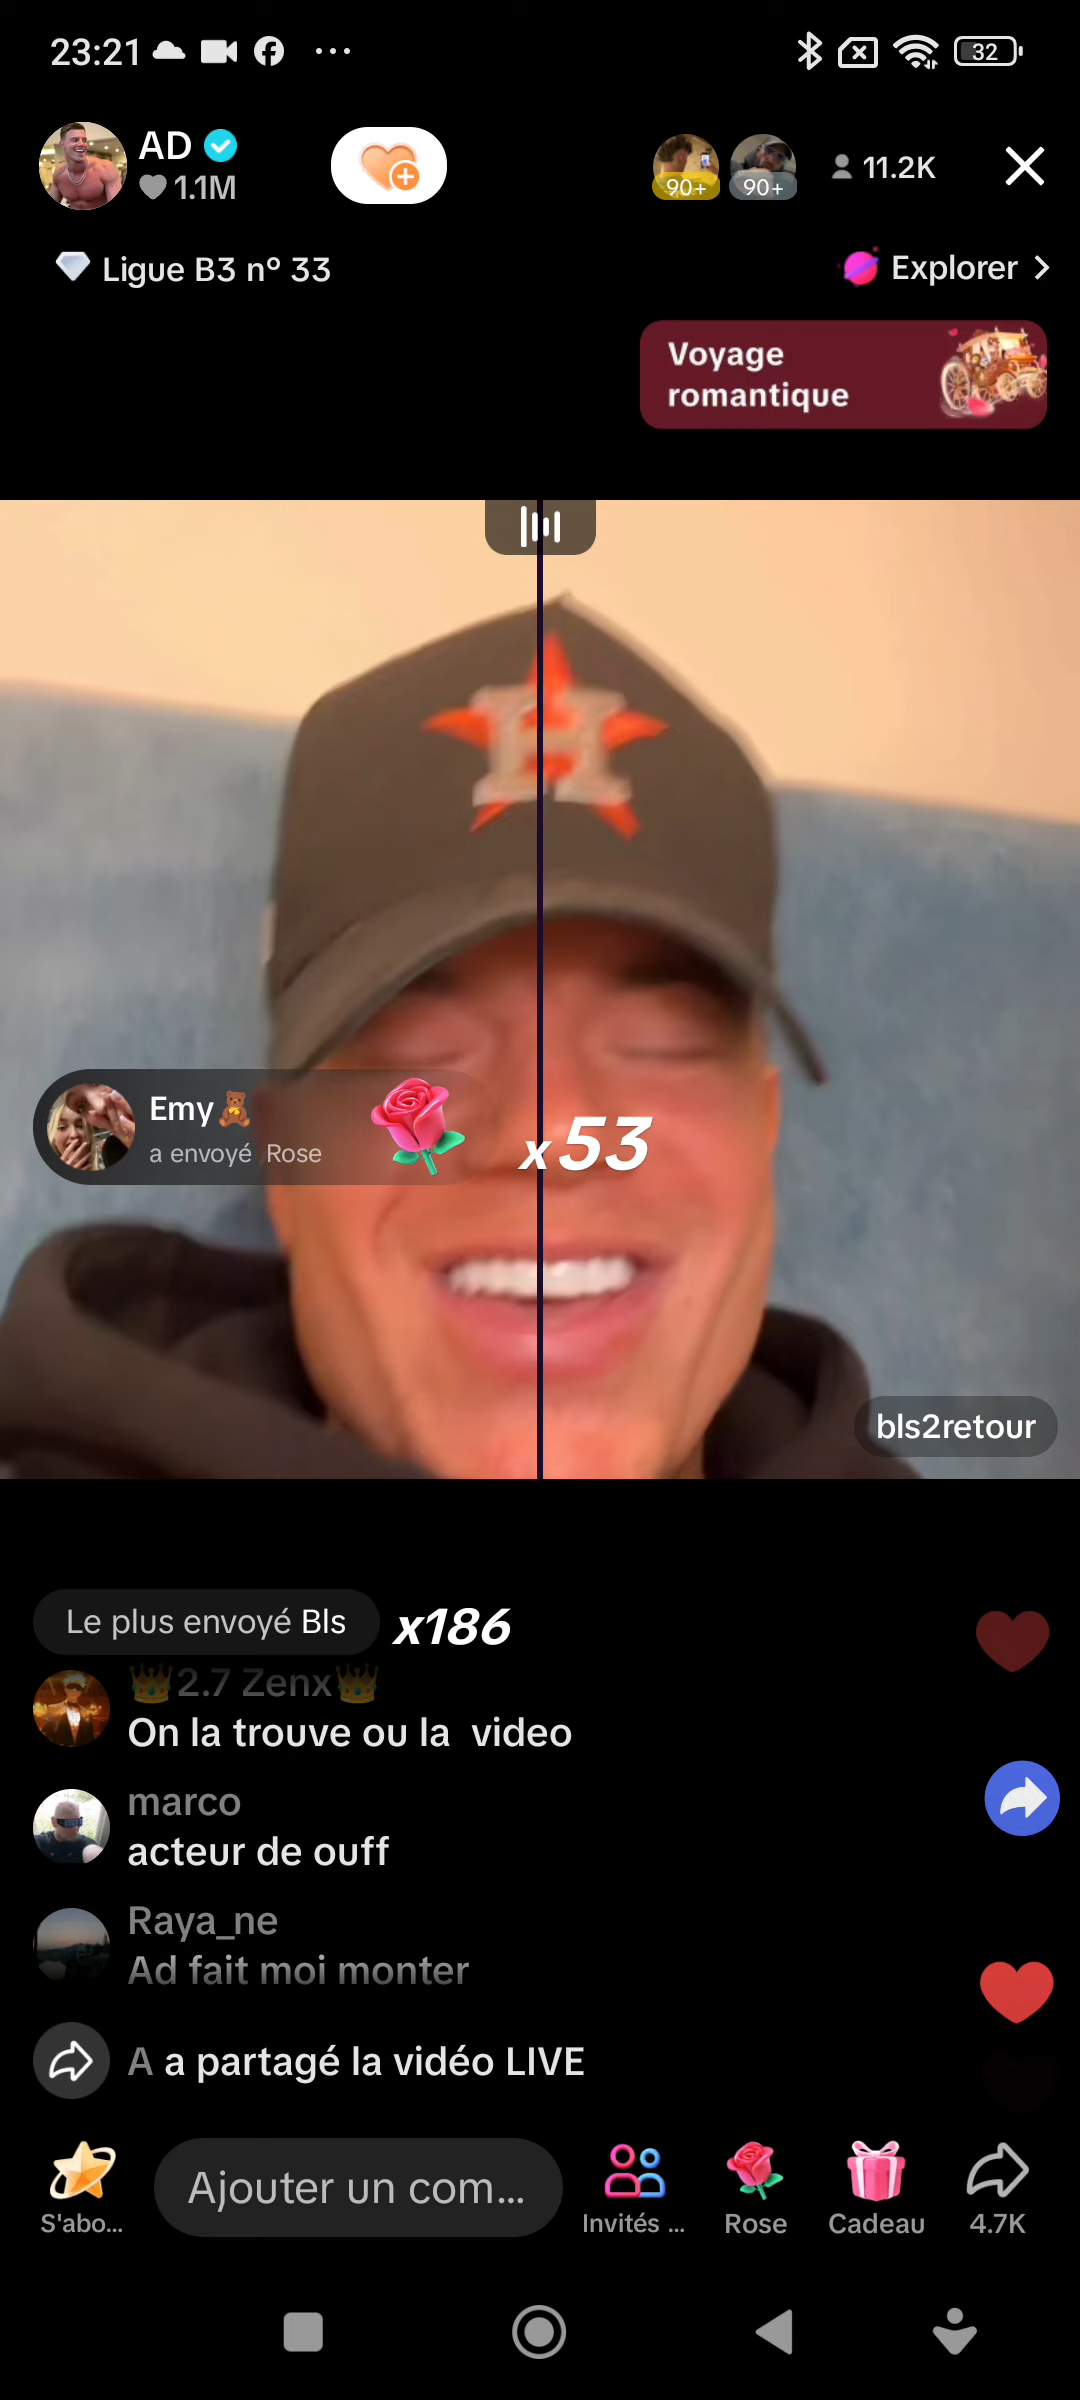 23:21
32
AD
1.1M
90+
90+
11.2K
Ligue B3 nº 33
Explorer
Voyage
romantique
H
Emy🧸
a envoyé Rose
x53
bls2retour
Le plus envoyé Bls
x186
👑2.7 Zenx👑
On la trouve ou la  video
marco
acteur de ouff
Raya_ne
Ad fait moi monter
A a partagé la vidéo LIVE
S'abo...
Ajouter un com...
Invités ...
Rose
Cadeau
4.7K